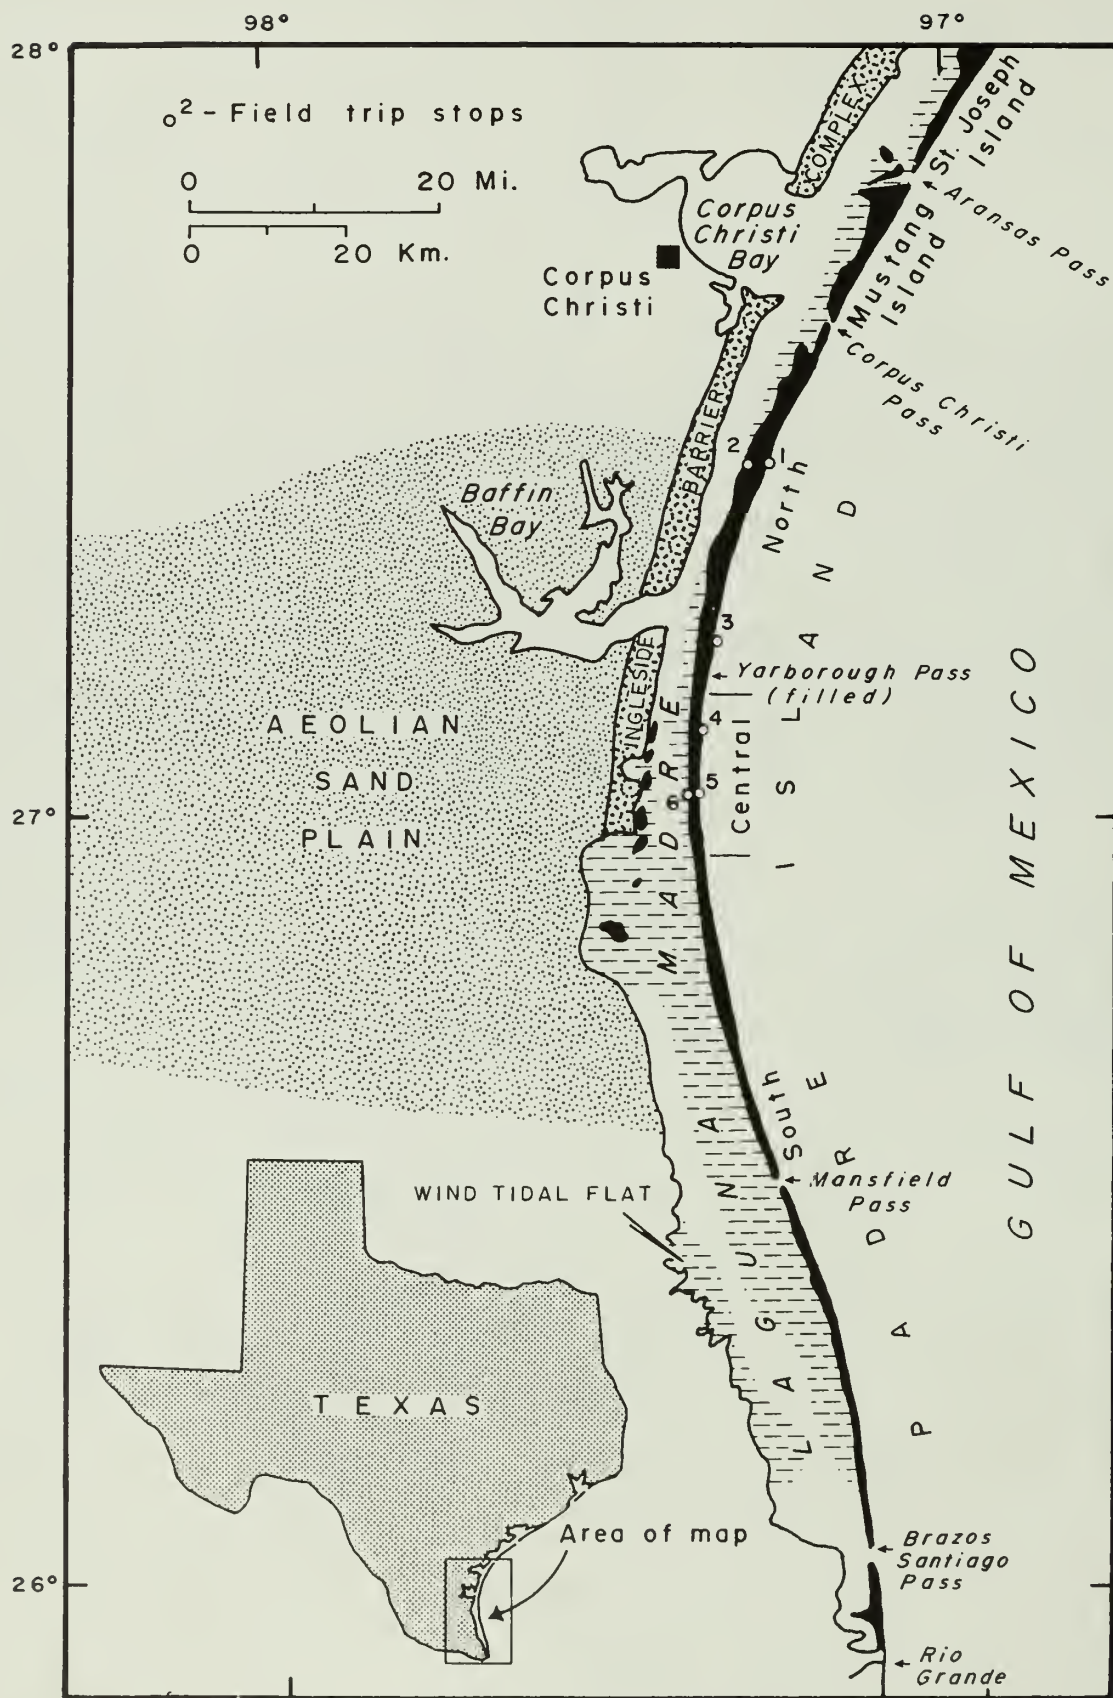 98°
97°
28°
o2 - Field trip stops
0 20 Mi.
0 20 Km.
COMPLEX
St. Joseph
Island
Aransas Pass
Mustang
Island
Corpus
Christi
Bay
Corpus
Christi
Corpus Christi
Pass
BARRIER
2
1
North
Baffin
Bay
3
Yarborough Pass
(filled)
INGLESIDE
4
Central
5
6
AEOLIAN
SAND
PLAIN
27°
LAGUNA MADRE
PADRE ISLAND
GULF OF MEXICO
South
Mansfield
Pass
WIND TIDAL FLAT
TEXAS
Area of map
Brazos
Santiago
Pass
26°
Rio
Grande